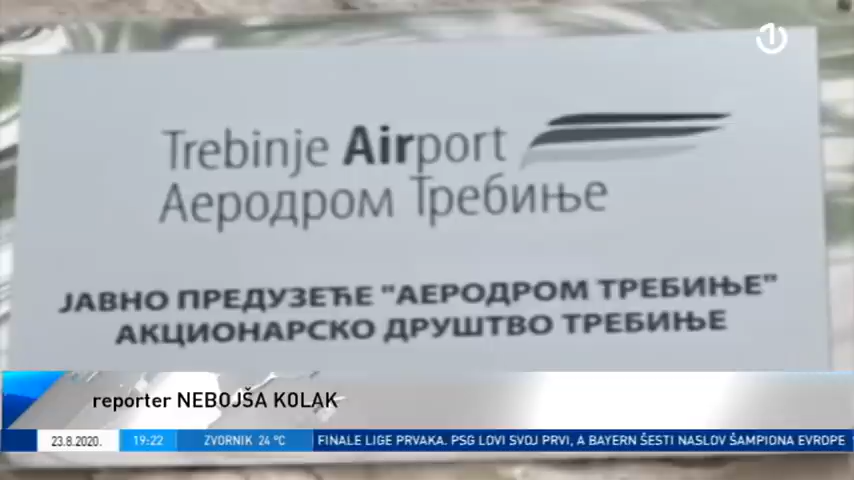 Trebinje Airport
Аеродром Требиње
ЈАВНО ПРЕДУЗЕЋЕ "АЕРОДРОМ ТРЕБИЊЕ"
АКЦИОНАРСКО ДРУШТВО ТРЕБИЊЕ
reporter NEBOJŠA KOLAK
23.8.2020. 19:22 ZVORNIK 24 °C FINALE LIGE PRVAKA. PSG LOVI SVOJ PRVI, A BAYERN ŠESTI NASLOV ŠAMPIONA EVROPE